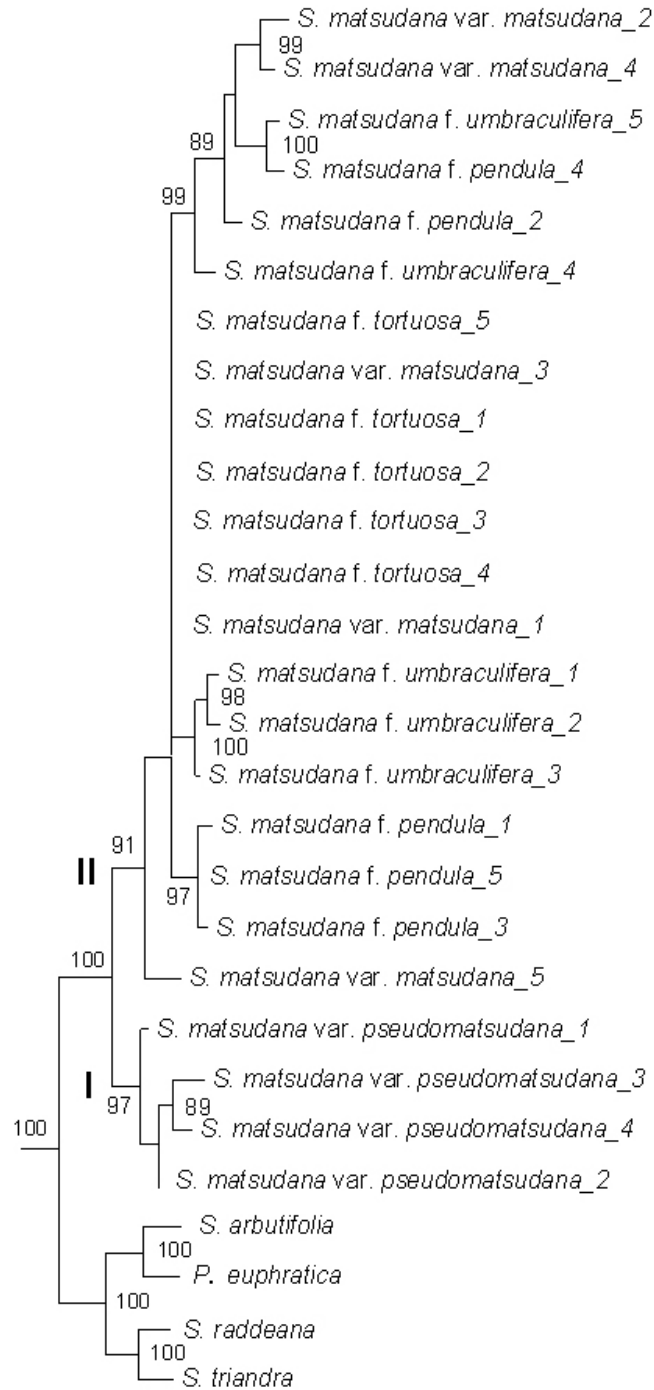 S. matsudana var. matsudana_2
99
S. matsudana var. matsudana_4
S. matsudana f. umbraculifera_5
89
100
S. matsudana f. pendula_4
99
S. matsudana f. pendula_2
S. matsudana f. umbraculifera_4
S. matsudana f. tortuosa_5
S. matsudana var. matsudana_3
S. matsudana f. tortuosa_1
S. matsudana f. tortuosa_2
S. matsudana f. tortuosa_3
S. matsudana f. tortuosa_4
S. matsudana var. matsudana_1
S. matsudana f. umbraculifera_1
98
S. matsudana f. umbraculifera_2
100
S. matsudana f. umbraculifera_3
S. matsudana f. pendula_1
91
II
S. matsudana f. pendula_5
97
S. matsudana f. pendula_3
100
S. matsudana var. matsudana_5
S. matsudana var. pseudomatsudana_1
I
S. matsudana var. pseudomatsudana_3
97
89
S. matsudana var. pseudomatsudana_4
100
S. matsudana var. pseudomatsudana_2
S. arbutifolia
100
P. euphratica
100
S. raddeana
100
S. triandra